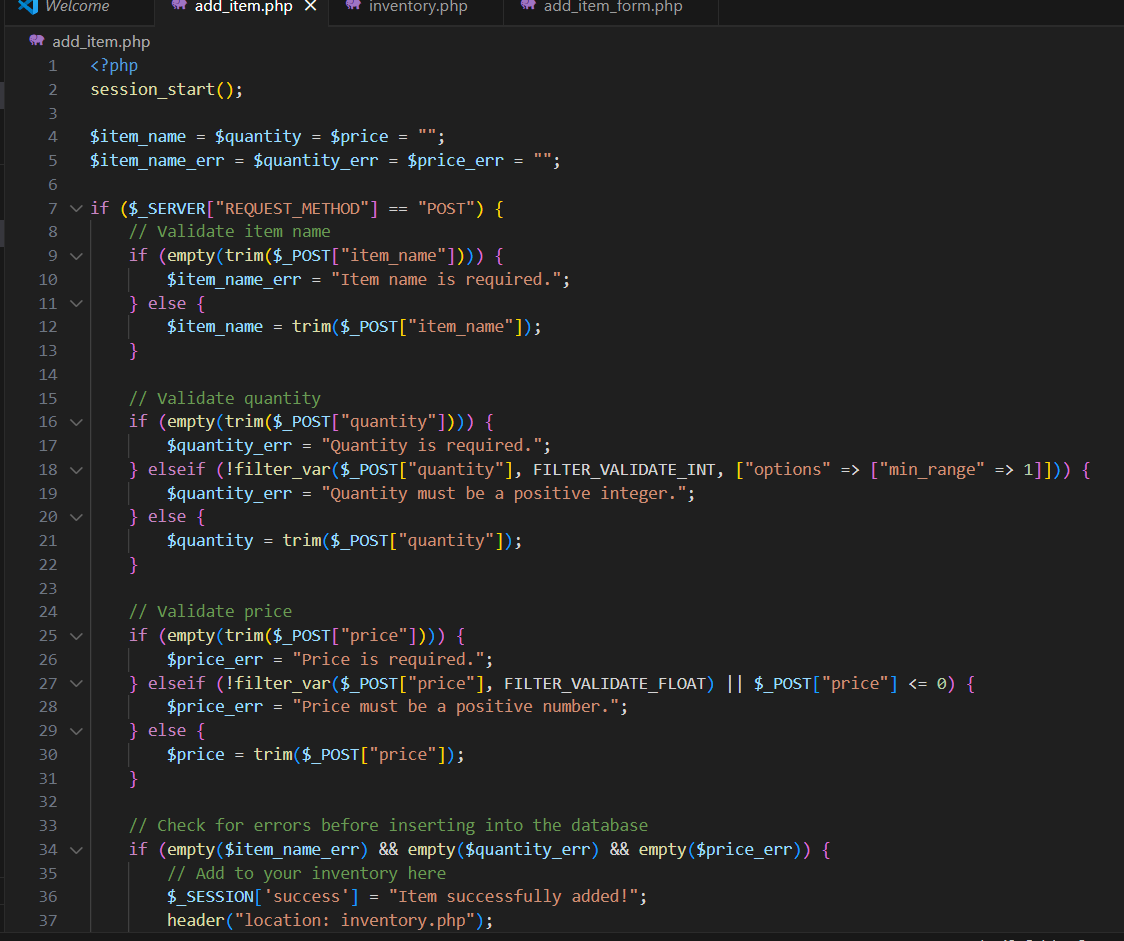 Welcome
add_item.php
inventory.php
add_item_form.php
add_item.php
1 <?php
2 session_start();
3
4 $item_name = $quantity = $price = "";
5 $item_name_err = $quantity_err = $price_err = "";
6
7 if ($_SERVER["REQUEST_METHOD"] == "POST") {
8     // Validate item name
9     if (empty(trim($_POST["item_name"]))) {
10         $item_name_err = "Item name is required.";
11     } else {
12         $item_name = trim($_POST["item_name"]);
13     }
14
15     // Validate quantity
16     if (empty(trim($_POST["quantity"]))) {
17         $quantity_err = "Quantity is required.";
18     } elseif (!filter_var($_POST["quantity"], FILTER_VALIDATE_INT, ["options" => ["min_range" => 1]])) {
19         $quantity_err = "Quantity must be a positive integer.";
20     } else {
21         $quantity = trim($_POST["quantity"]);
22     }
23
24     // Validate price
25     if (empty(trim($_POST["price"]))) {
26         $price_err = "Price is required.";
27     } elseif (!filter_var($_POST["price"], FILTER_VALIDATE_FLOAT) || $_POST["price"] <= 0) {
28         $price_err = "Price must be a positive number.";
29     } else {
30         $price = trim($_POST["price"]);
31     }
32
33     // Check for errors before inserting into the database
34     if (empty($item_name_err) && empty($quantity_err) && empty($price_err)) {
35         // Add to your inventory here
36         $_SESSION['success'] = "Item successfully added!";
37         header("location: inventory.php");